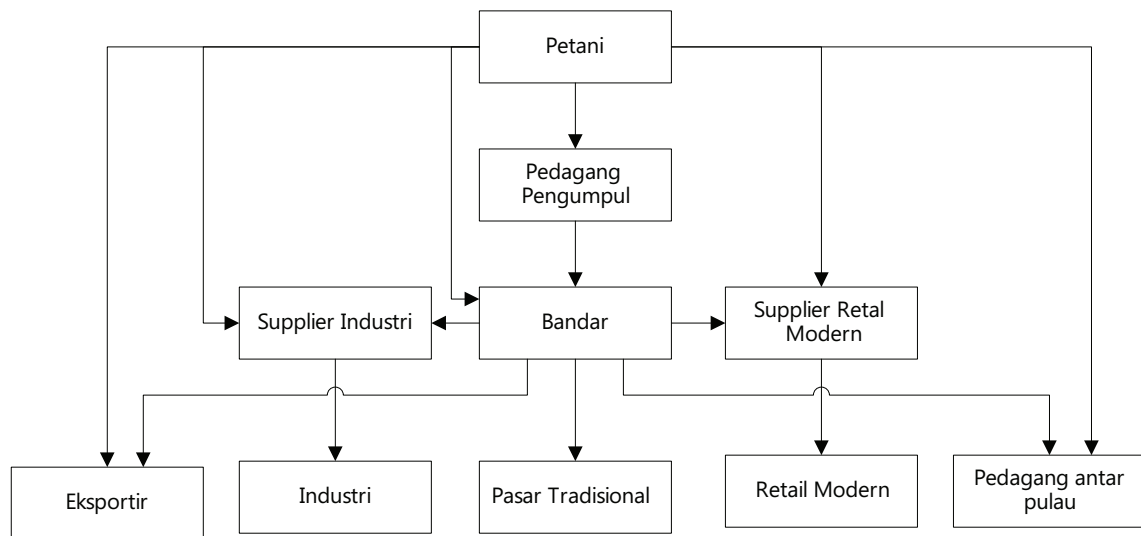 Petani
Pedagang
Pengumpul
Supplier Industri
Bandar
Supplier Retal
Modern
Eksportir
Industri
Pasar Tradisional
Retail Modern
Pedagang antar
pulau